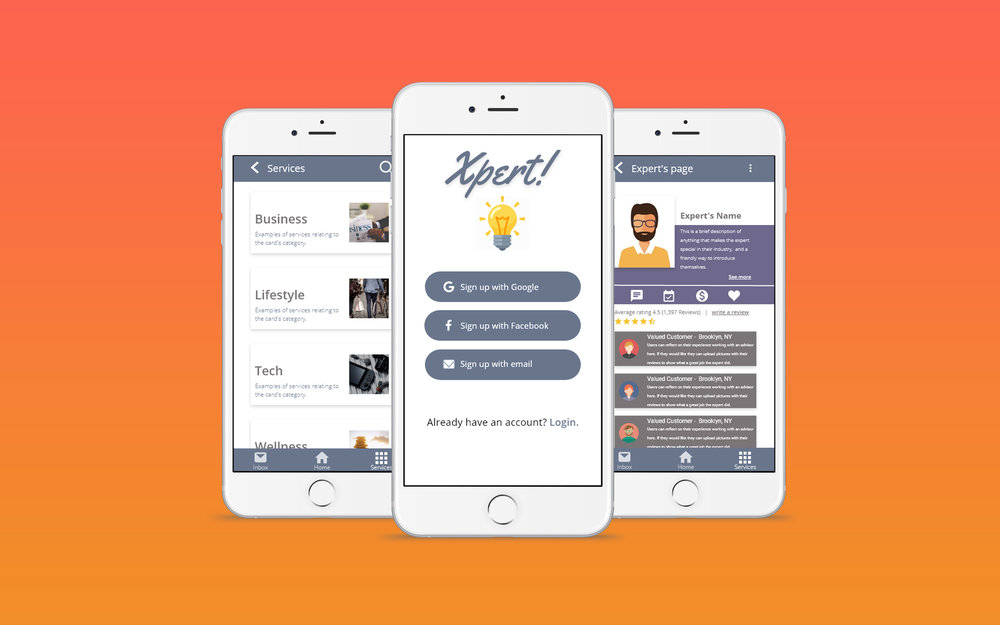 Services
Business
Examples of services relating to
the card's category.
Lifestyle
Examples of services relating to
the card's category.
Tech
Examples of services relating to
the card's category.
Wellness
Inbox
Home
Services
Xpert!
G Sign up with Google
f Sign up with Facebook
Sign up with email
Already have an account? Login.
Expert's page
Expert's Name
This is a brief description of
anything that makes the expert
special in their industry, and a
friendly way to introduce
themselves.
See more
Average rating 4.5 (1,397 Reviews) | write a review
Valued Customer - Brooklyn, NY
Users can reflect on their experience working with an advisor
here. If they would like they can upload pictures with their
reviews to show what a great job the expert did.
Valued Customer - Brooklyn, NY
Users can reflect on their experience working with an advisor
here. If they would like they can upload pictures with their
reviews to show what a great job the expert did.
Valued Customer - Brooklyn, NY
Users can reflect on their experience working with an advisor
here. If they would like they can upload pictures with their
Inbox
Home
Services